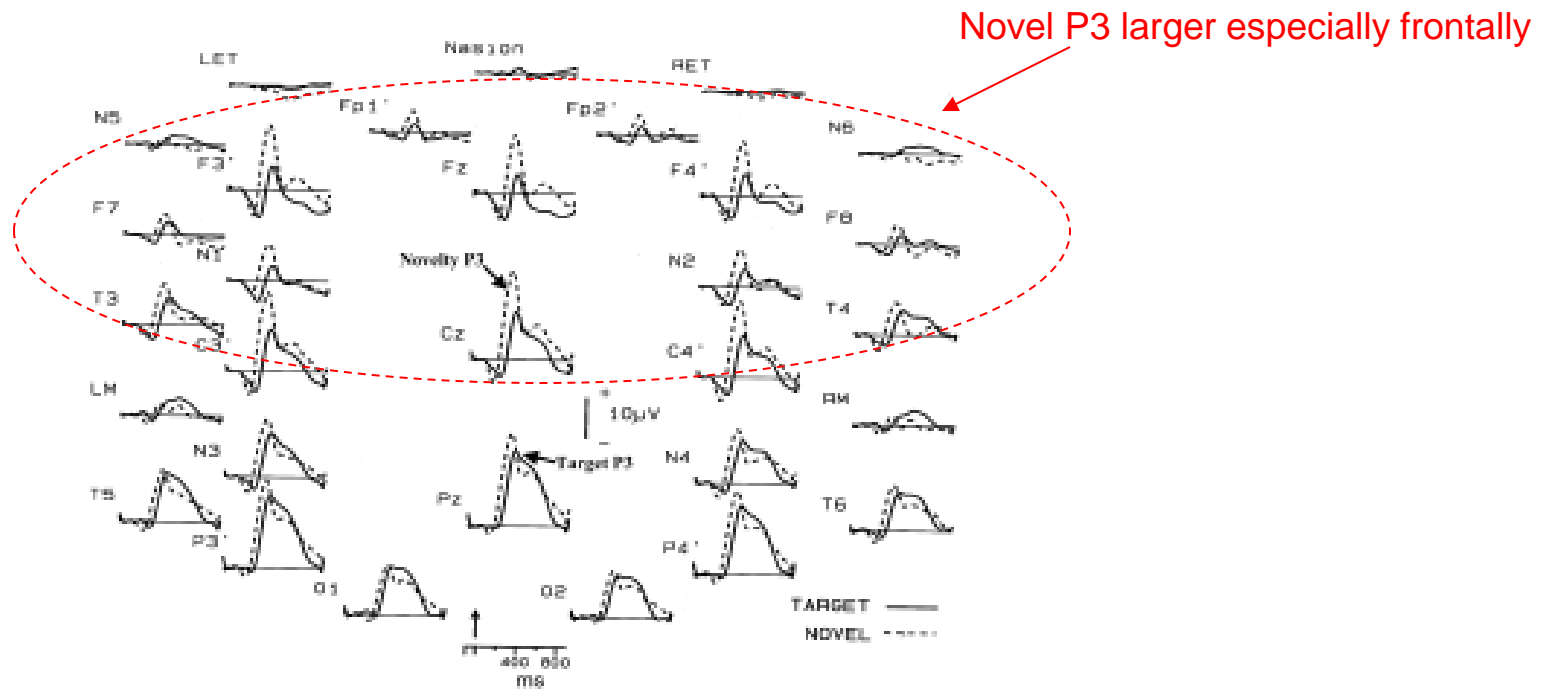 Novel P3 larger especially frontally
LET
Nasion
RET
N5
Fp1'
Fp2'
N6
F3'
Fz
F4'
F7
F8
N1
Novelty P3
N2
T3
T4
C3'
Cz
C4'
LM
10µV
RM
N3
Target P3
N4
T5
Pz
T6
P3'
P4'
O1
O2
TARGET
NOVEL
400 800
ms